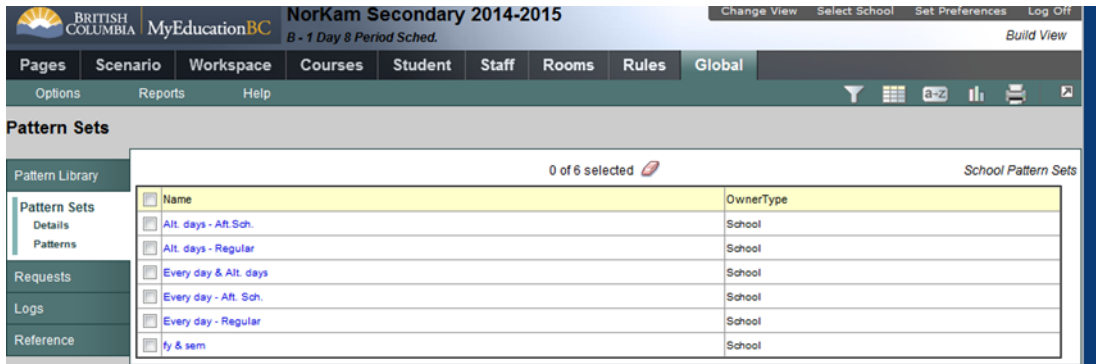 BRITISH COLUMBIA MyEducationBC
NorKam Secondary 2014-2015
B - 1 Day 8 Period Sched.
Change View Select School Set Preferences Log Off
Build View
Pages Scenario Workspace Courses Student Staff Rooms Rules Global
Options Reports Help
a-z
Pattern Sets
Pattern Library
Pattern Sets
Details
Patterns
Requests
Logs
Reference
0 of 6 selected
School Pattern Sets
Name OwnerType
Alt. days - Aft.Sch. School
Alt. days - Regular School
Every day & Alt. days School
Every day - Aft. Sch. School
Every day - Regular School
fy & sem School